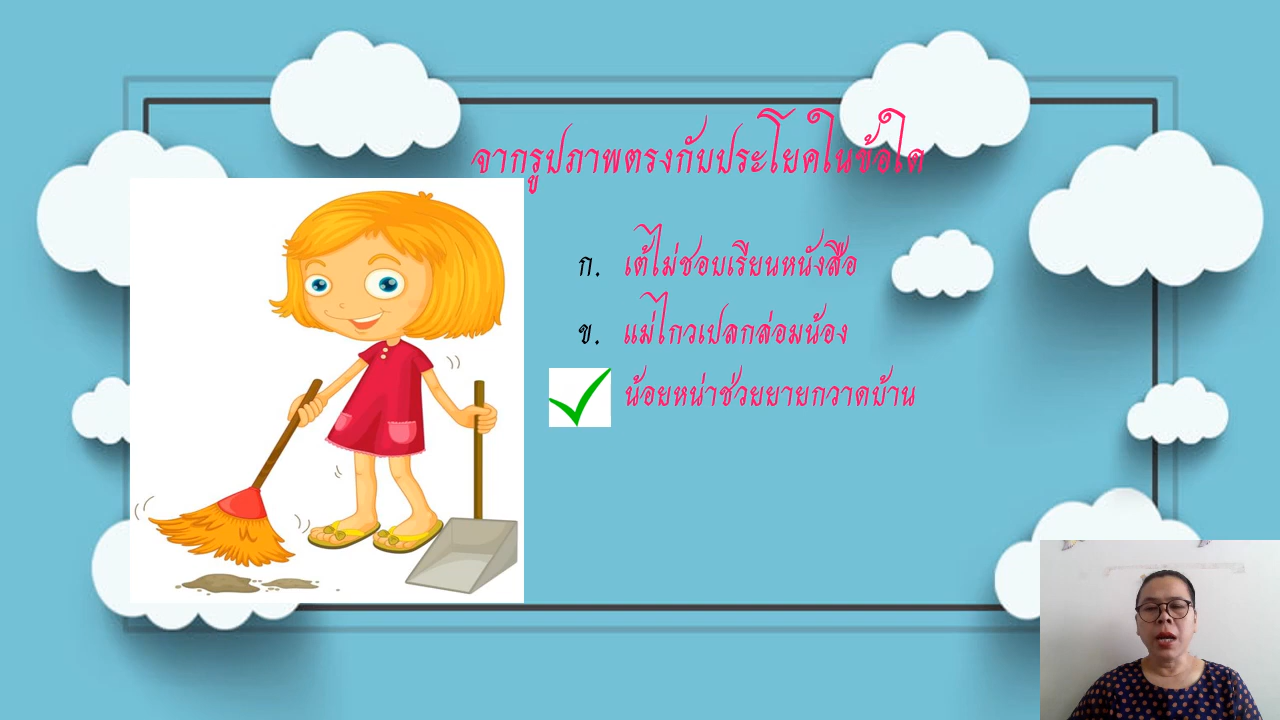 จากรูปภาพตรงกับประโยคในข้อใด
ก. เต้ไม่ชอบเรียนหนังสือ
ข. แม่ไกวเปลกล่อมน้อง
น้อยหน่าช่วยยายกวาดบ้าน